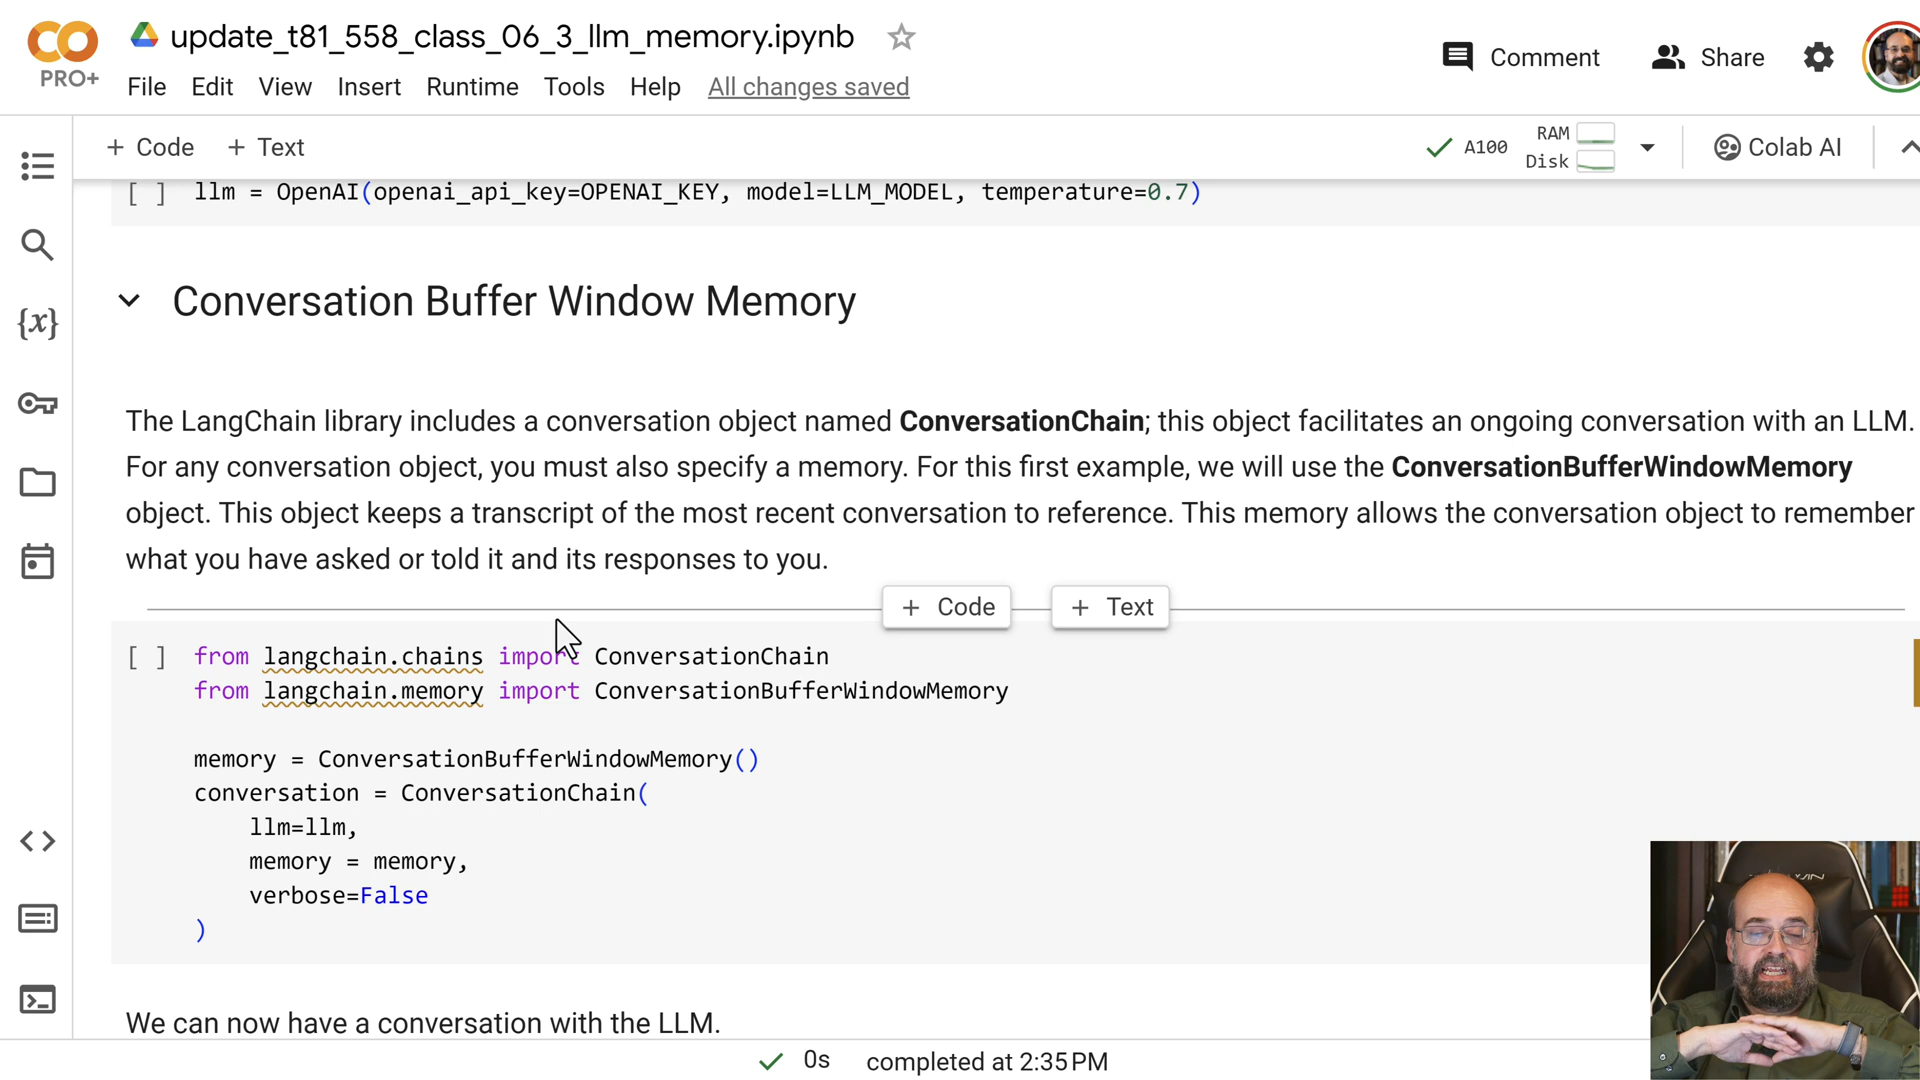 update_t81_558_class_06_3_llm_memory.ipynb
Comment
Share
PRO+
File Edit View Insert Runtime Tools Help All changes saved
+ Code + Text
A100
RAM
Disk
Colab AI
[ ] llm = OpenAI(openai_api_key=OPENAI_KEY, model=LLM_MODEL, temperature=0.7)
{x}
Conversation Buffer Window Memory
The LangChain library includes a conversation object named ConversationChain; this object facilitates an ongoing conversation with an LLM.
For any conversation object, you must also specify a memory. For this first example, we will use the ConversationBufferWindowMemory
object. This object keeps a transcript of the most recent conversation to reference. This memory allows the conversation object to remember
what you have asked or told it and its responses to you.
+ Code + Text
[ ] from langchain.chains import ConversationChain
from langchain.memory import ConversationBufferWindowMemory
memory = ConversationBufferWindowMemory()
conversation = ConversationChain(
llm=llm,
memory = memory,
verbose=False
)
We can now have a conversation with the LLM.
0s completed at 2:35 PM